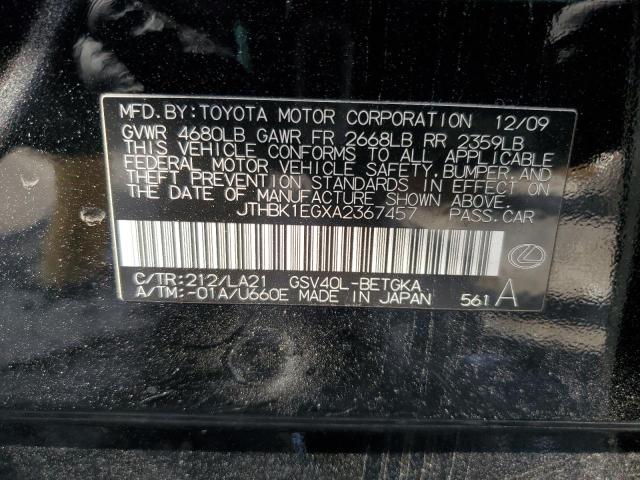 MFD. BY:TOYOTA MOTOR CORPORATION 12/09
GVWR 4680LB GAWR FR 2668LB RR 2359LB
THIS VEHICLE CONFORMS TO ALL APPLICABLE
FEDERAL MOTOR VEHICLE SAFETY,BUMPER,AND
THEFT PREVENTION STANDARDS IN EFFECT ON
THE DATE OF MANUFACTURE SHOWN ABOVE.
JTHBK1EGXA2367457 PASS.CAR
C/TR:212/LA21 GSV40L-BETGKA
A/TM:-01A/U660E MADE IN JAPAN 561A